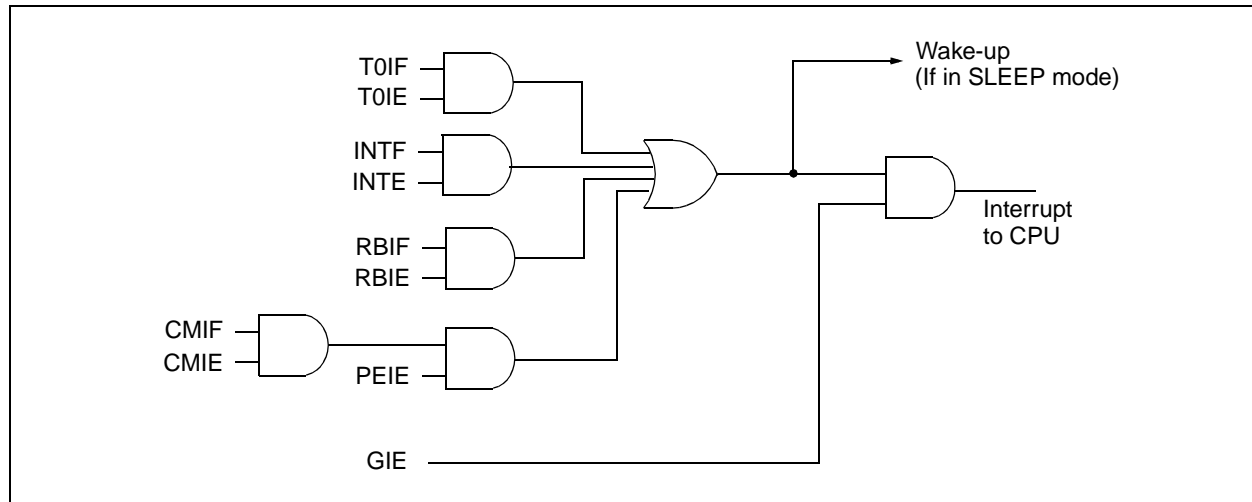 T0IF
T0IE
INTF
INTE
RBIF
RBIE
CMIF
CMIE
PEIE
GIE
Wake-up
(If in SLEEP mode)
Interrupt
to CPU